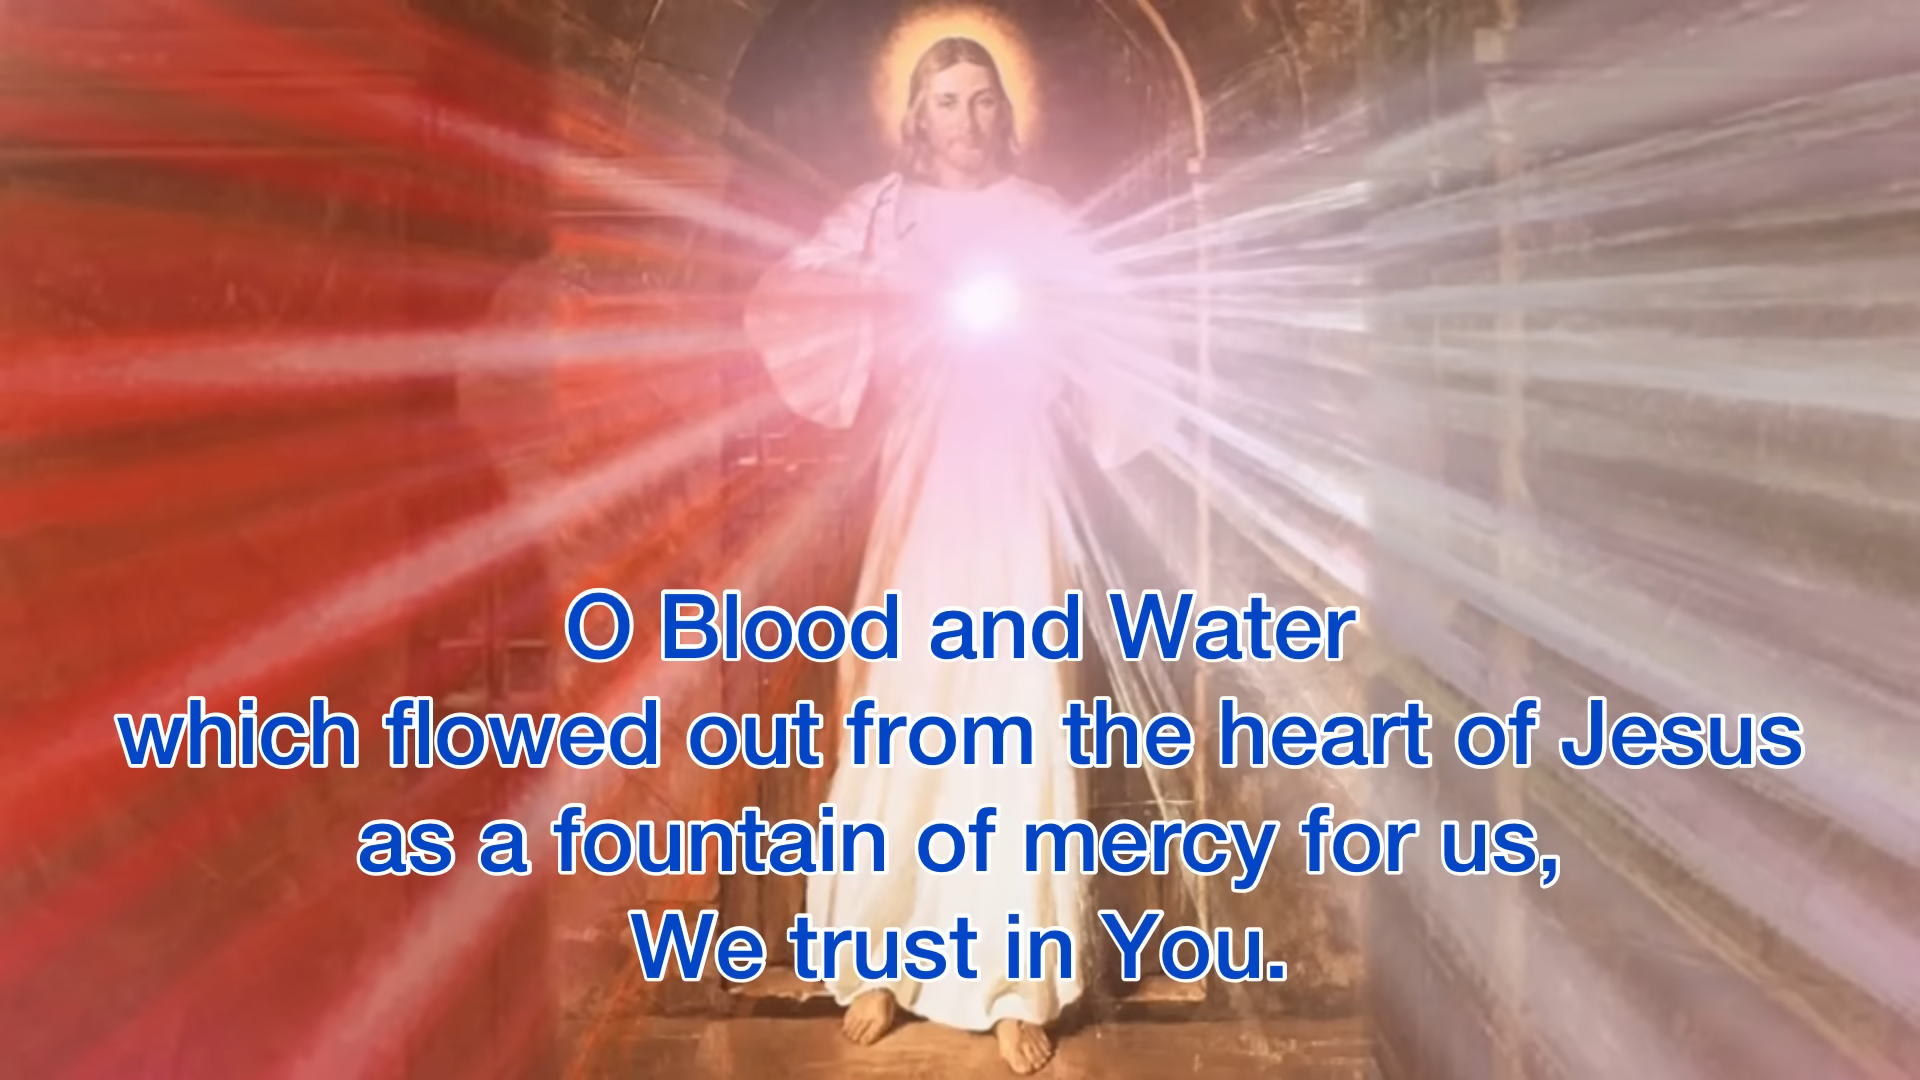 O Blood and Water
which flowed out from the heart of Jesus
as a fountain of mercy for us,
We trust in You.